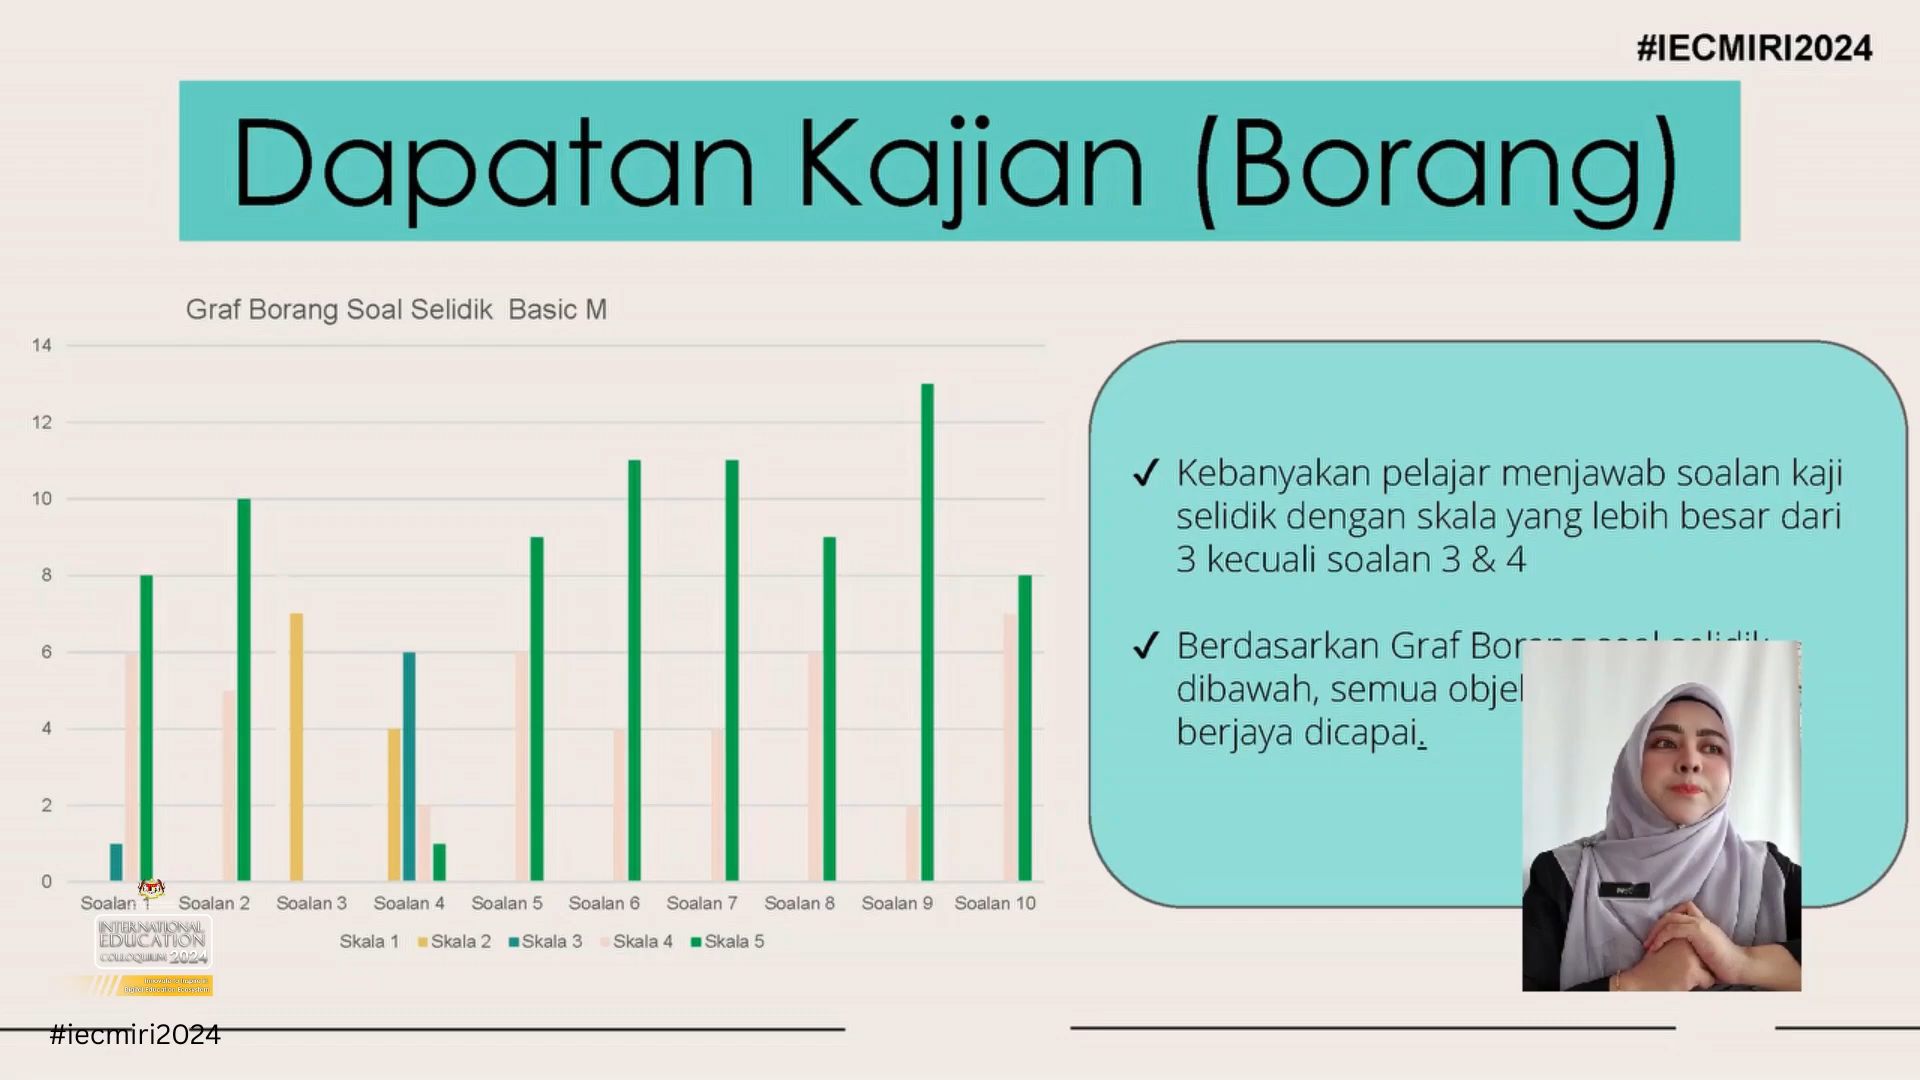 #IECMIRI2024
Dapatan Kajian (Borang)
Graf Borang Soal Selidik Basic M
14
12
10
8
6
4
2
0
Soalan 1 Soalan 2 Soalan 3 Soalan 4 Soalan 5 Soalan 6 Soalan 7 Soalan 8 Soalan 9 Soalan 10
Skala 1 Skala 2 Skala 3 Skala 4 Skala 5
✓ Kebanyakan pelajar menjawab soalan kaji
selidik dengan skala yang lebih besar dari
3 kecuali soalan 3 & 4
✓ Berdasarkan Graf Borang soal selidik
dibawah, semua
berjaya dicapai.
INTERNATIONAL
EDUCATION
COLLOQUIUM 2024
#iecmiri2024